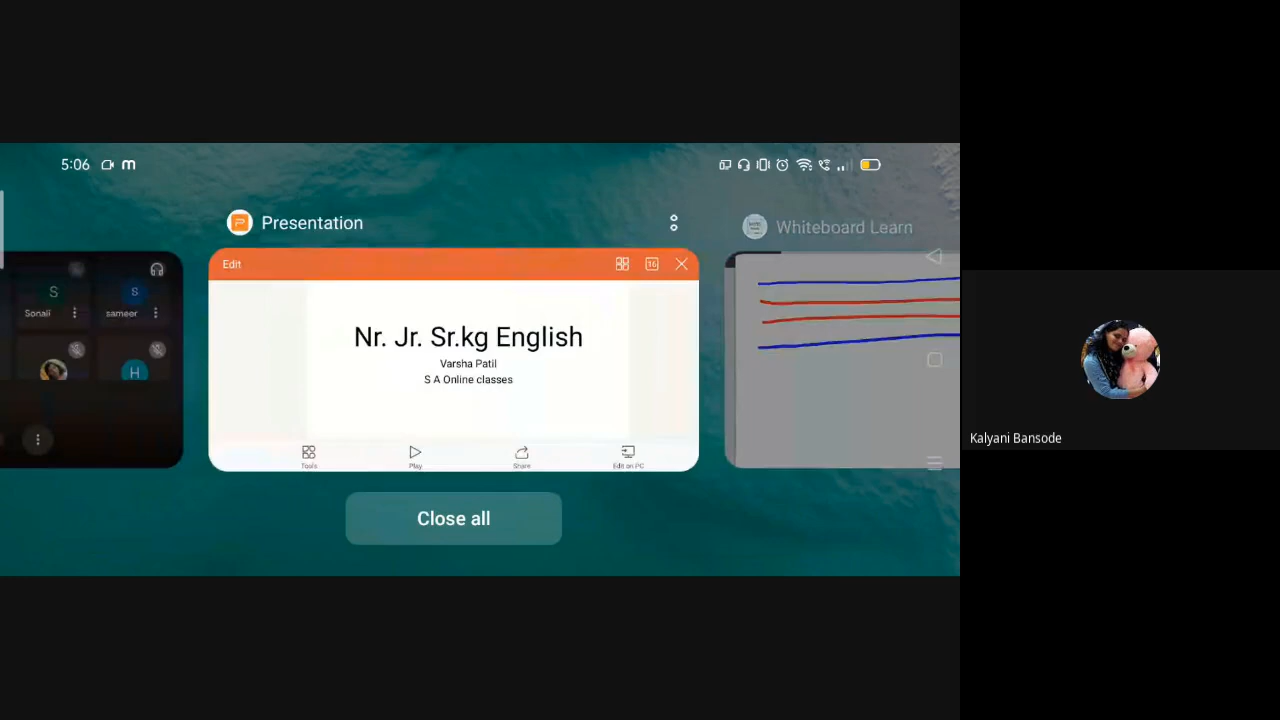 5:06
Presentation
Whiteboard Learn
Edit
16
S
S
Sonali
sameer
H
Nr. Jr. Sr.kg English
Varsha Patil
S A Online classes
Tools
Play
Share
Edit on PC
Close all
Kalyani Bansode